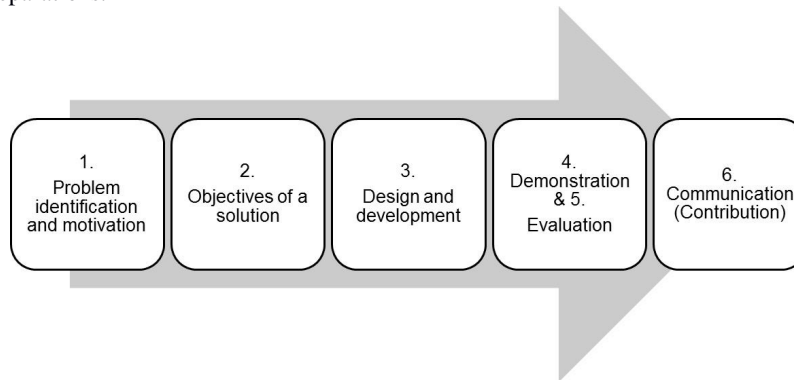 1.
Problem
identification
and motivation
2.
Objectives of a
solution
3.
Design and
development
4.
Demonstration
& 5.
Evaluation
6.
Communication
(Contribution)